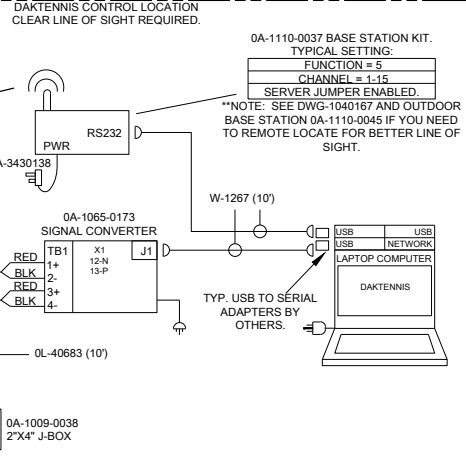 DAKTENNIS CONTROL LOCATION
CLEAR LINE OF SIGHT REQUIRED.
0A-1110-0037 BASE STATION KIT.
TYPICAL SETTING:
FUNCTION = 5
CHANNEL = 1-15
SERVER JUMPER ENABLED.
**NOTE: SEE DWG-1040167 AND OUTDOOR
BASE STATION 0A-1110-0045 IF YOU NEED
TO REMOTE LOCATE FOR BETTER LINE OF
SIGHT.
RS232
PWR
A-3430138
W-1267 (10')
0A-1065-0173
SIGNAL CONVERTER
TB1
X1
12-N
13-P
J1
RED
1+
BLK
2-
RED
3+
BLK
4-
USB
USB
USB
NETWORK
LAPTOP COMPUTER
DAKTENNIS
TYP. USB TO SERIAL
ADAPTERS BY
OTHERS.
0L-40683 (10')
0A-1009-0038
2"X4" J-BOX